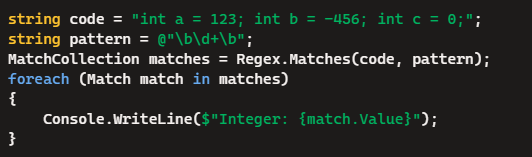 string code = "int a = 123; int b = -456; int c = 0;";
string pattern = @"\b\d+\b";
MatchCollection matches = Regex.Matches(code, pattern);
foreach (Match match in matches)
{
    Console.WriteLine($"Integer: {match.Value}");
}